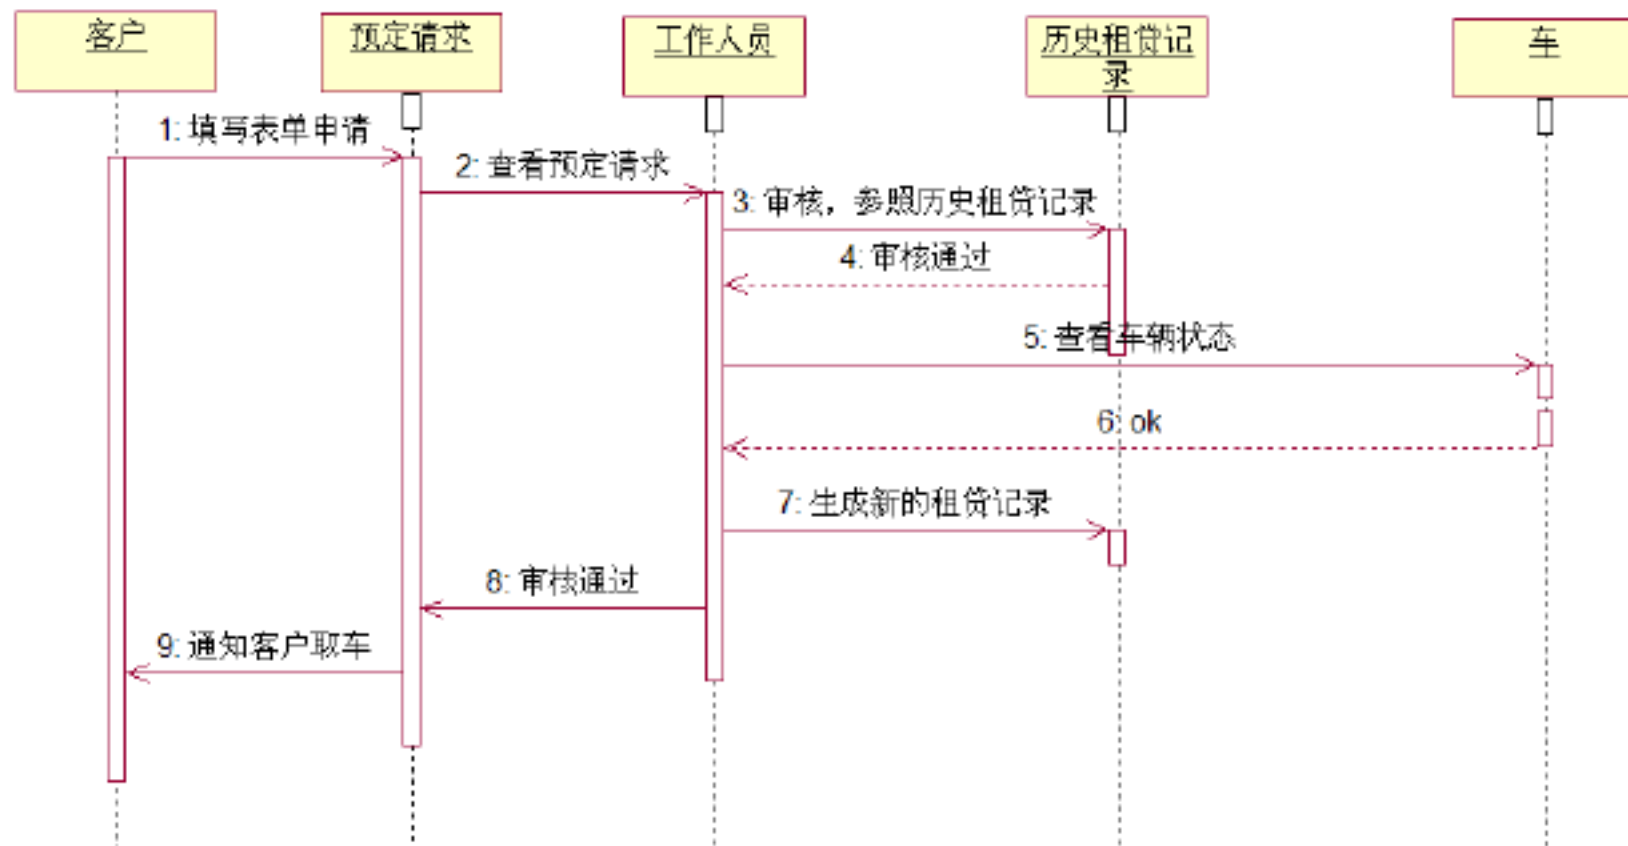 客户
预定请求
工作人员
历史租赁记
录
车
1: 填写表单申请
2: 查看预定请求
3: 审核，参照历史租赁记录
4: 审核通过
5: 查看车辆状态
6: ok
7: 生成新的租赁记录
8: 审核通过
9: 通知客户取车